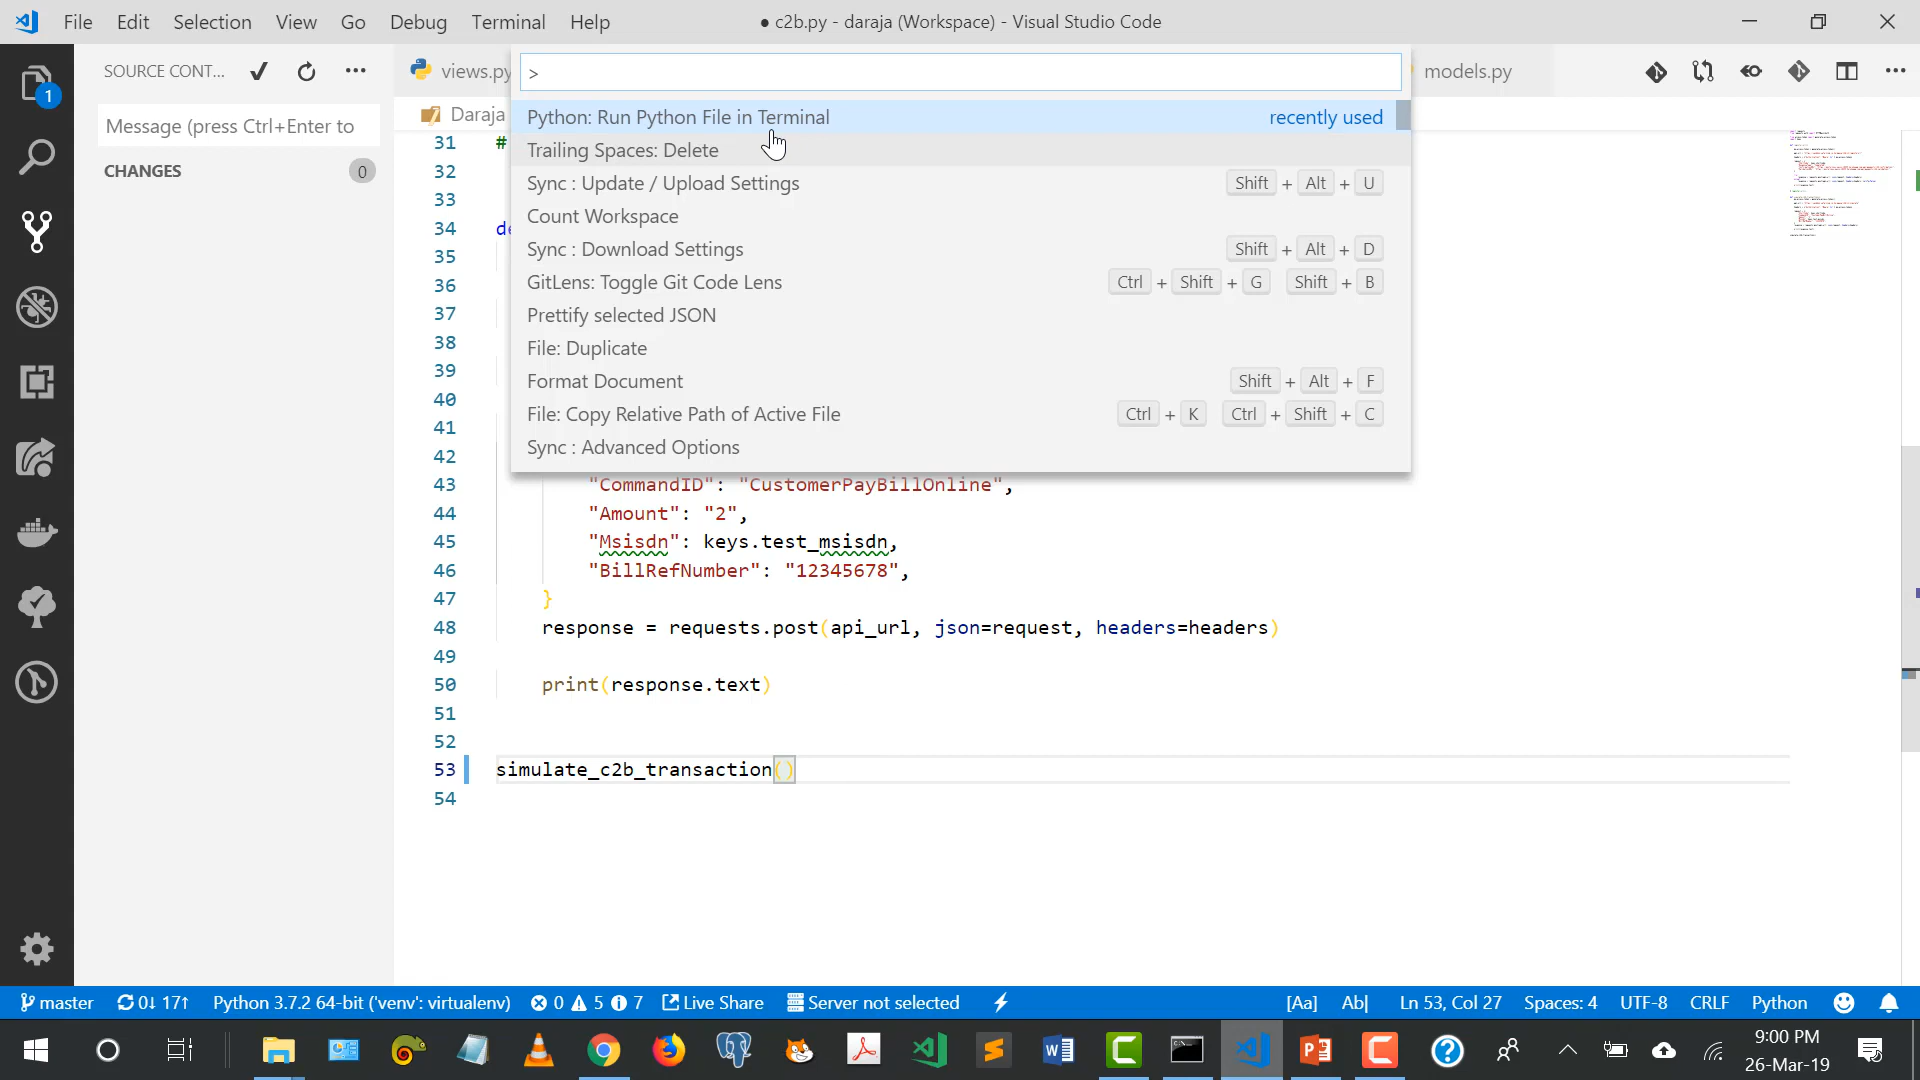 File Edit Selection View Go Debug Terminal Help
● c2b.py - daraja (Workspace) - Visual Studio Code
SOURCE CONT...
Message (press Ctrl+Enter to
CHANGES 0
1
views.py
models.py
Daraja
>
Python: Run Python File in Terminal recently used
Trailing Spaces: Delete
Sync : Update / Upload Settings Shift + Alt + U
Count Workspace
Sync : Download Settings Shift + Alt + D
GitLens: Toggle Git Code Lens Ctrl + Shift + G Shift + B
Prettify selected JSON
File: Duplicate
Format Document Shift + Alt + F
File: Copy Relative Path of Active File Ctrl + K Ctrl + Shift + C
Sync : Advanced Options
31 #
32
33
34 de
35
36
37
38
39
40
41
42
43 "CommandID": "CustomerPayBillOnline",
44 "Amount": "2",
45 "Msisdn": keys.test_msisdn,
46 "BillRefNumber": "12345678",
47 }
48 response = requests.post(api_url, json=request, headers=headers)
49
50 print(response.text)
51
52
53 simulate_c2b_transaction()
54
master 0↓ 17↑ Python 3.7.2 64-bit ('venv': virtualenv) 0 5 7 Live Share Server not selected [Aa] Ab| Ln 53, Col 27 Spaces: 4 UTF-8 CRLF Python
9:00 PM
26-Mar-19